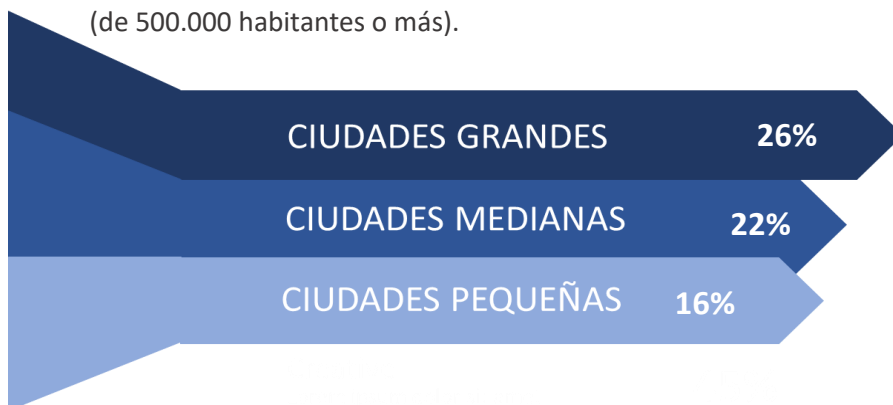 (de 500.000 habitantes o más).
CIUDADES GRANDES 26%
CIUDADES MEDIANAS 22%
CIUDADES PEQUEÑAS 16%